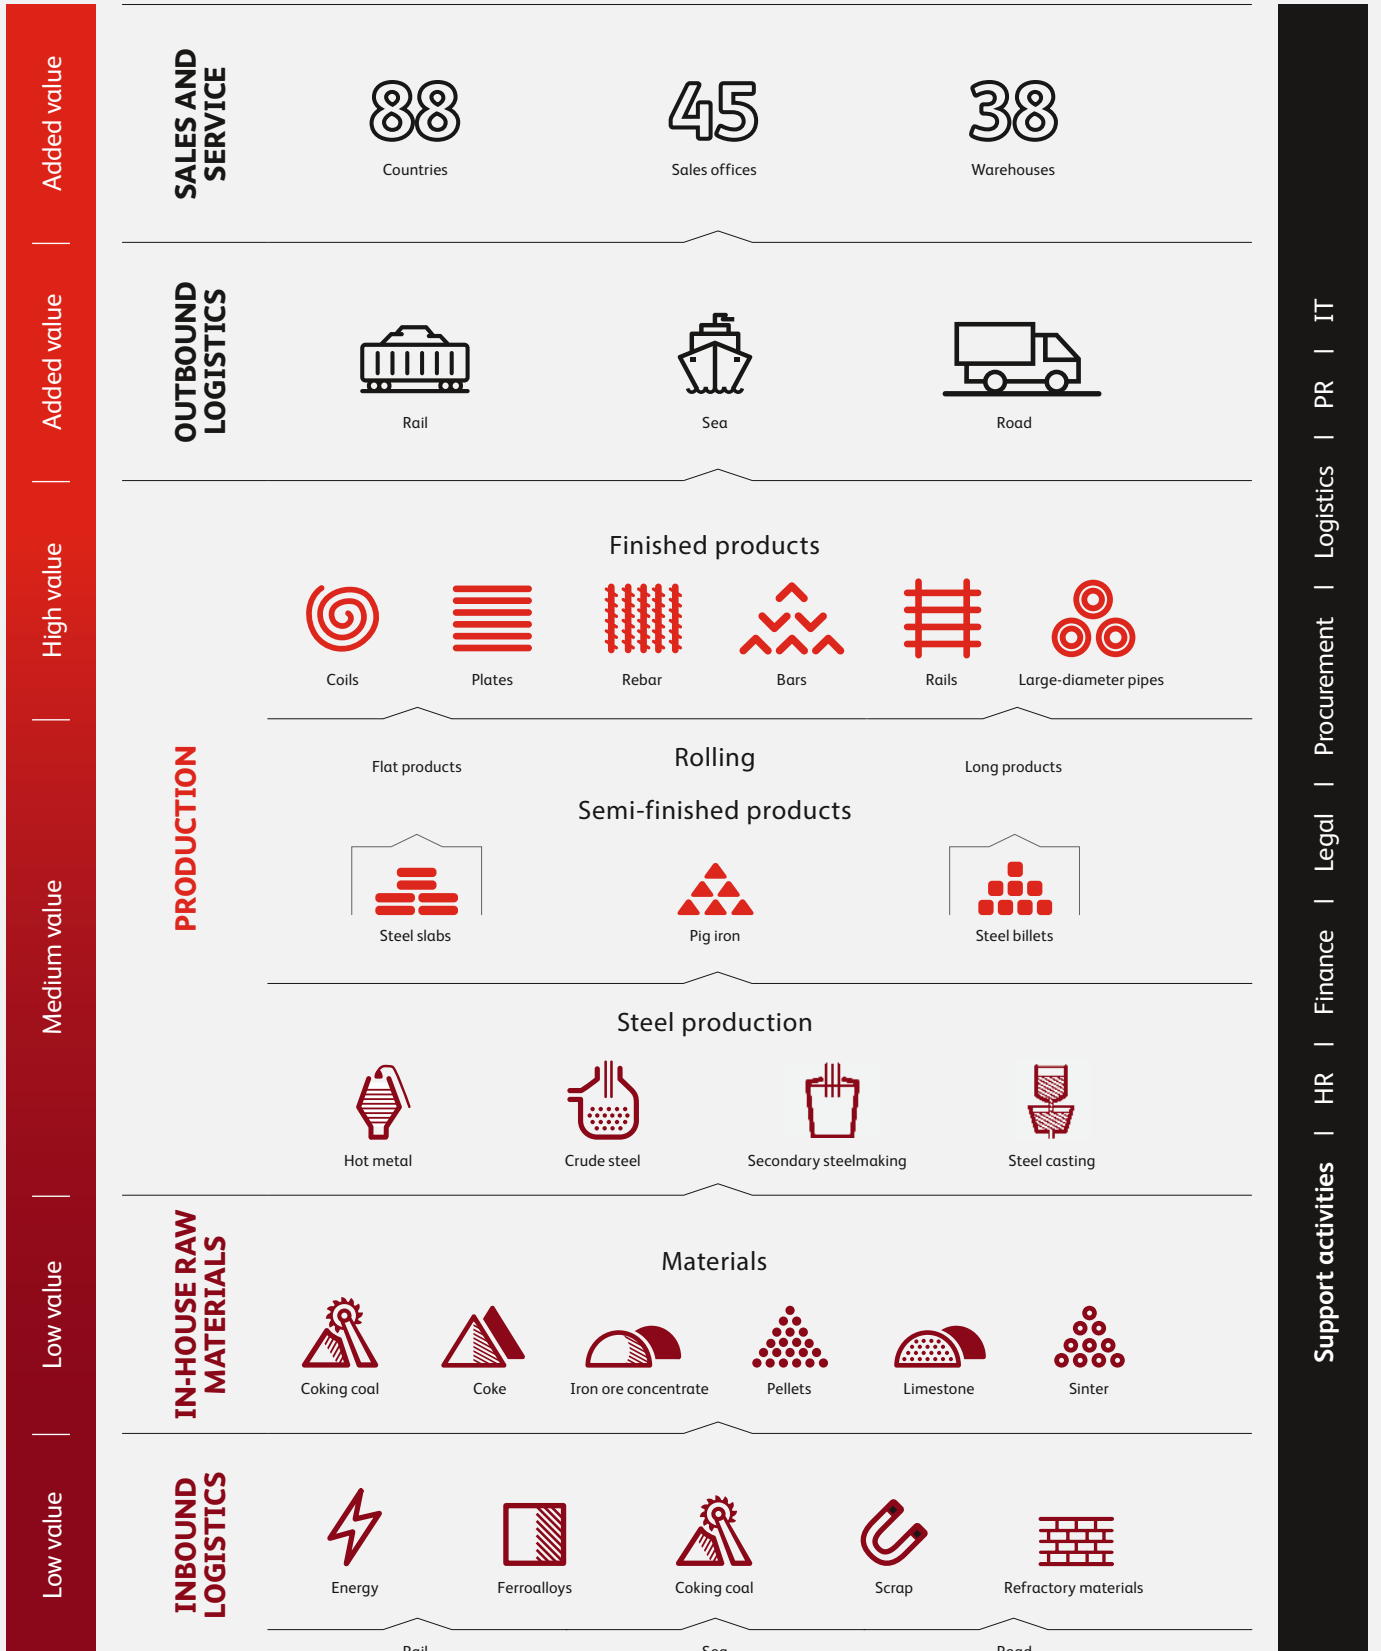 Added value
SALES AND
SERVICE
88
45
38
Countries
Sales offices
Warehouses
Added value
OUTBOUND
LOGISTICS
Rail
Sea
Road
High value
Finished products
Coils
Plates
Rebar
Bars
Rails
Large-diameter pipes
PRODUCTION
Flat products
Rolling
Long products
Semi-finished products
Medium value
Steel slabs
Pig iron
Steel billets
Steel production
Hot metal
Crude steel
Secondary steelmaking
Steel casting
Low value
IN-HOUSE RAW
MATERIALS
Materials
Coking coal
Coke
Iron ore concentrate
Pellets
Limestone
Sinter
Low value
INBOUND
LOGISTICS
Energy
Ferroalloys
Coking coal
Scrap
Refractory materials
Rail
Sea
Road
Support activities | HR | Finance | Legal | Procurement | Logistics | PR | IT